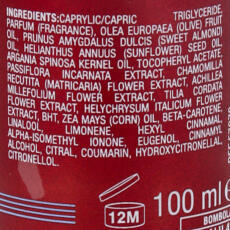 INGREDIENTS:CAPRYLIC/CAPRIC TRIGLYCERIDE,
PARFUM (FRAGRANCE), OLEA EUROPAEA (OLIVE) FRUIT
OIL, PRUNUS AMYGDALUS DULCIS (SWEET ALMOND)
OIL, HELIANTHUS ANNUUS (SUNFLOWER) SEED OIL,
ARGANIA SPINOSA KERNEL OIL, TOCOPHERYL ACETATE,
PASSIFLORA INCARNATA EXTRACT, CHAMOMILLA
RECUTITA (MATRICARIA) FLOWER EXTRACT, ACHILLEA
MILLEFOLIUM FLOWER EXTRACT, TILIA CORDATA
FLOWER EXTRACT, HELYCHRYSUM ITALICUM FLOWER
EXTRACT, BHT, ZEA MAYS (CORN) OIL, BETA-CAROTENE,
LINALOOL, LIMONENE, HEXYL CINNAMAL,
ALPHA-ISOMETHYL IONONE, EUGENOL, CINNAMYL
ALCOHOL, CITRAL, COUMARIN, HYDROXYCITRONELLAL,
CITRONELLOL.
12M
100 ml e
BOMBOL